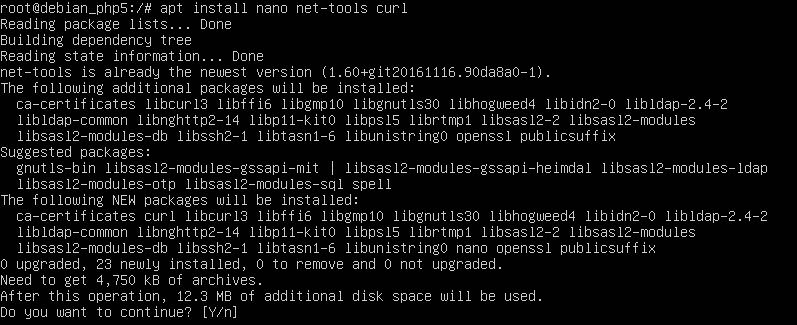 root@debian_php5:/# apt install nano net-tools curl
Reading package lists... Done
Building dependency tree
Reading state information... Done
net-tools is already the newest version (1.60+git20161116.90da8a0-1).
The following additional packages will be installed:
  ca-certificates libcurl3 libffi6 libgmp10 libgnutls30 libhogweed4 libidn2-0 libldap-2.4-2
  libldap-common libnghttp2-14 libp11-kit0 libpsl5 librtmp1 libsasl2-2 libsasl2-modules
  libsasl2-modules-db libssh2-1 libtasn1-6 libunistring0 openssl publicsuffix
Suggested packages:
  gnutls-bin libsasl2-modules-gssapi-mit | libsasl2-modules-gssapi-heimdal libsasl2-modules-ldap
  libsasl2-modules-otp libsasl2-modules-sql spell
The following NEW packages will be installed:
  ca-certificates curl libcurl3 libffi6 libgmp10 libgnutls30 libhogweed4 libidn2-0 libldap-2.4-2
  libldap-common libnghttp2-14 libp11-kit0 libpsl5 librtmp1 libsasl2-2 libsasl2-modules
  libsasl2-modules-db libssh2-1 libtasn1-6 libunistring0 nano openssl publicsuffix
0 upgraded, 23 newly installed, 0 to remove and 0 not upgraded.
Need to get 4,750 kB of archives.
After this operation, 12.3 MB of additional disk space will be used.
Do you want to continue? [Y/n]